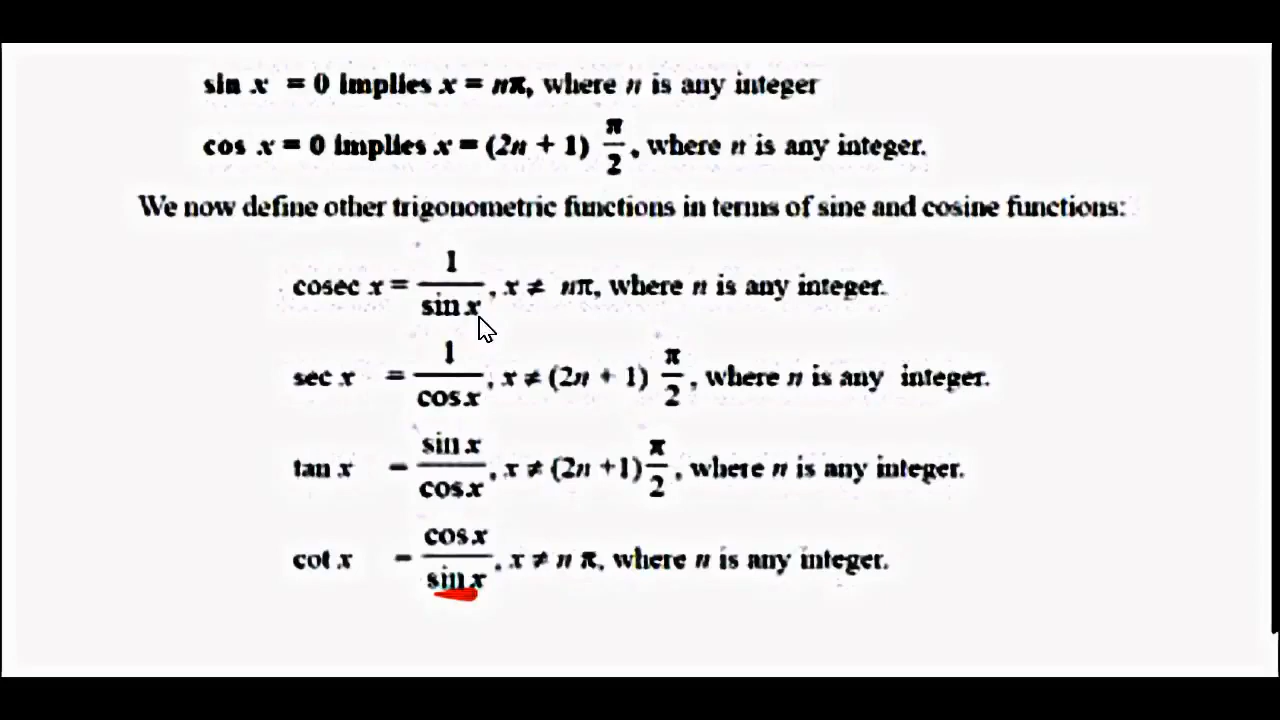 sin x = 0 implies x = nπ, where n is any integer
cos x = 0 implies x = (2n + 1) π/2, where n is any integer.
We now define other trigonometric functions in terms of sine and cosine functions:
cosec x = 1/sin x, x ≠ nπ, where n is any integer.
sec x = 1/cos x, x ≠ (2n + 1) π/2, where n is any integer.
tan x = sin x/cos x, x ≠ (2n +1) π/2, where n is any integer.
cot x = cos x/sin x, x ≠ n π, where n is any integer.